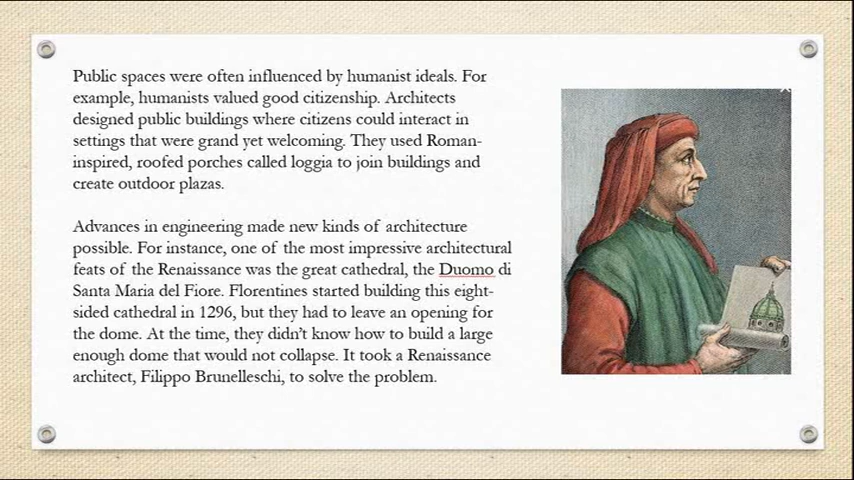 Public spaces were often influenced by humanist ideals. For
example, humanists valued good citizenship. Architects
designed public buildings where citizens could interact in
settings that were grand yet welcoming. They used Roman-
inspired, roofed porches called loggia to join buildings and
create outdoor plazas.
Advances in engineering made new kinds of architecture
possible. For instance, one of the most impressive architectural
feats of the Renaissance was the great cathedral, the Duomo di
Santa Maria del Fiore. Florentines started building this eight-
sided cathedral in 1296, but they had to leave an opening for
the dome. At the time, they didn't know how to build a large
enough dome that would not collapse. It took a Renaissance
architect, Filippo Brunelleschi, to solve the problem.